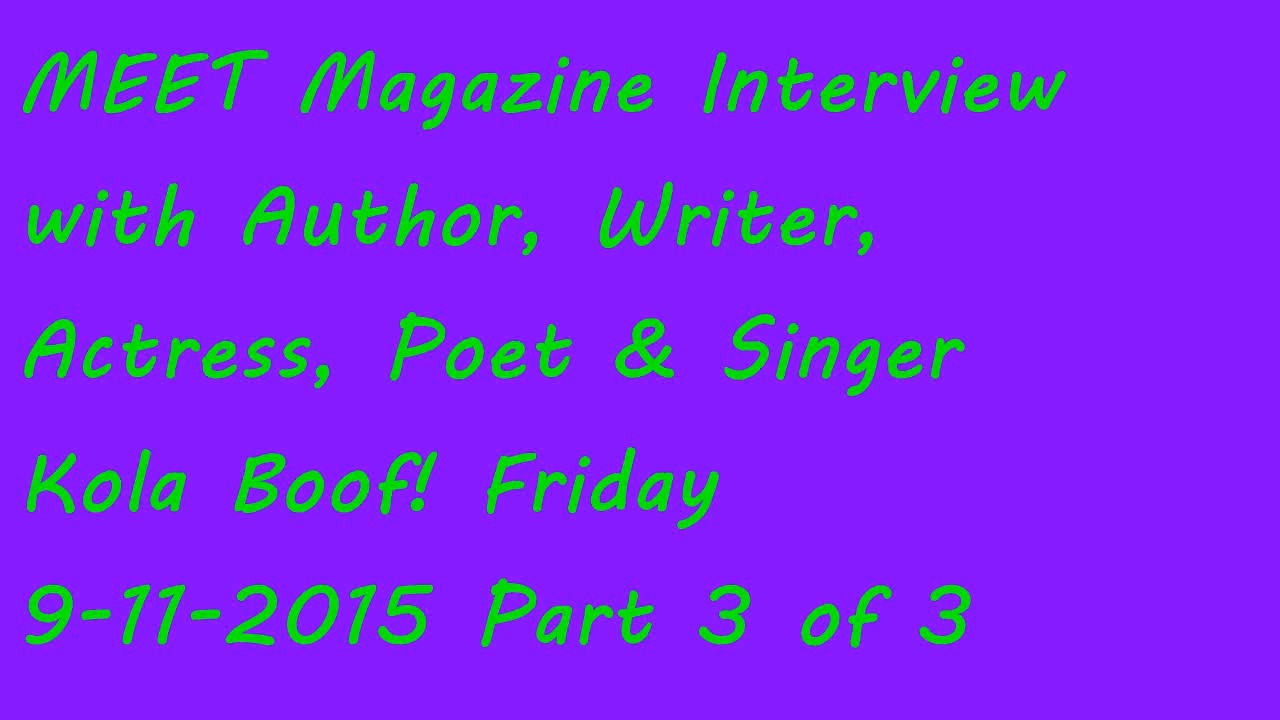 MEET Magazine Interview
with Author, Writer,
Actress, Poet & Singer
Kola Boof! Friday
9-11-2015 Part 3 of 3